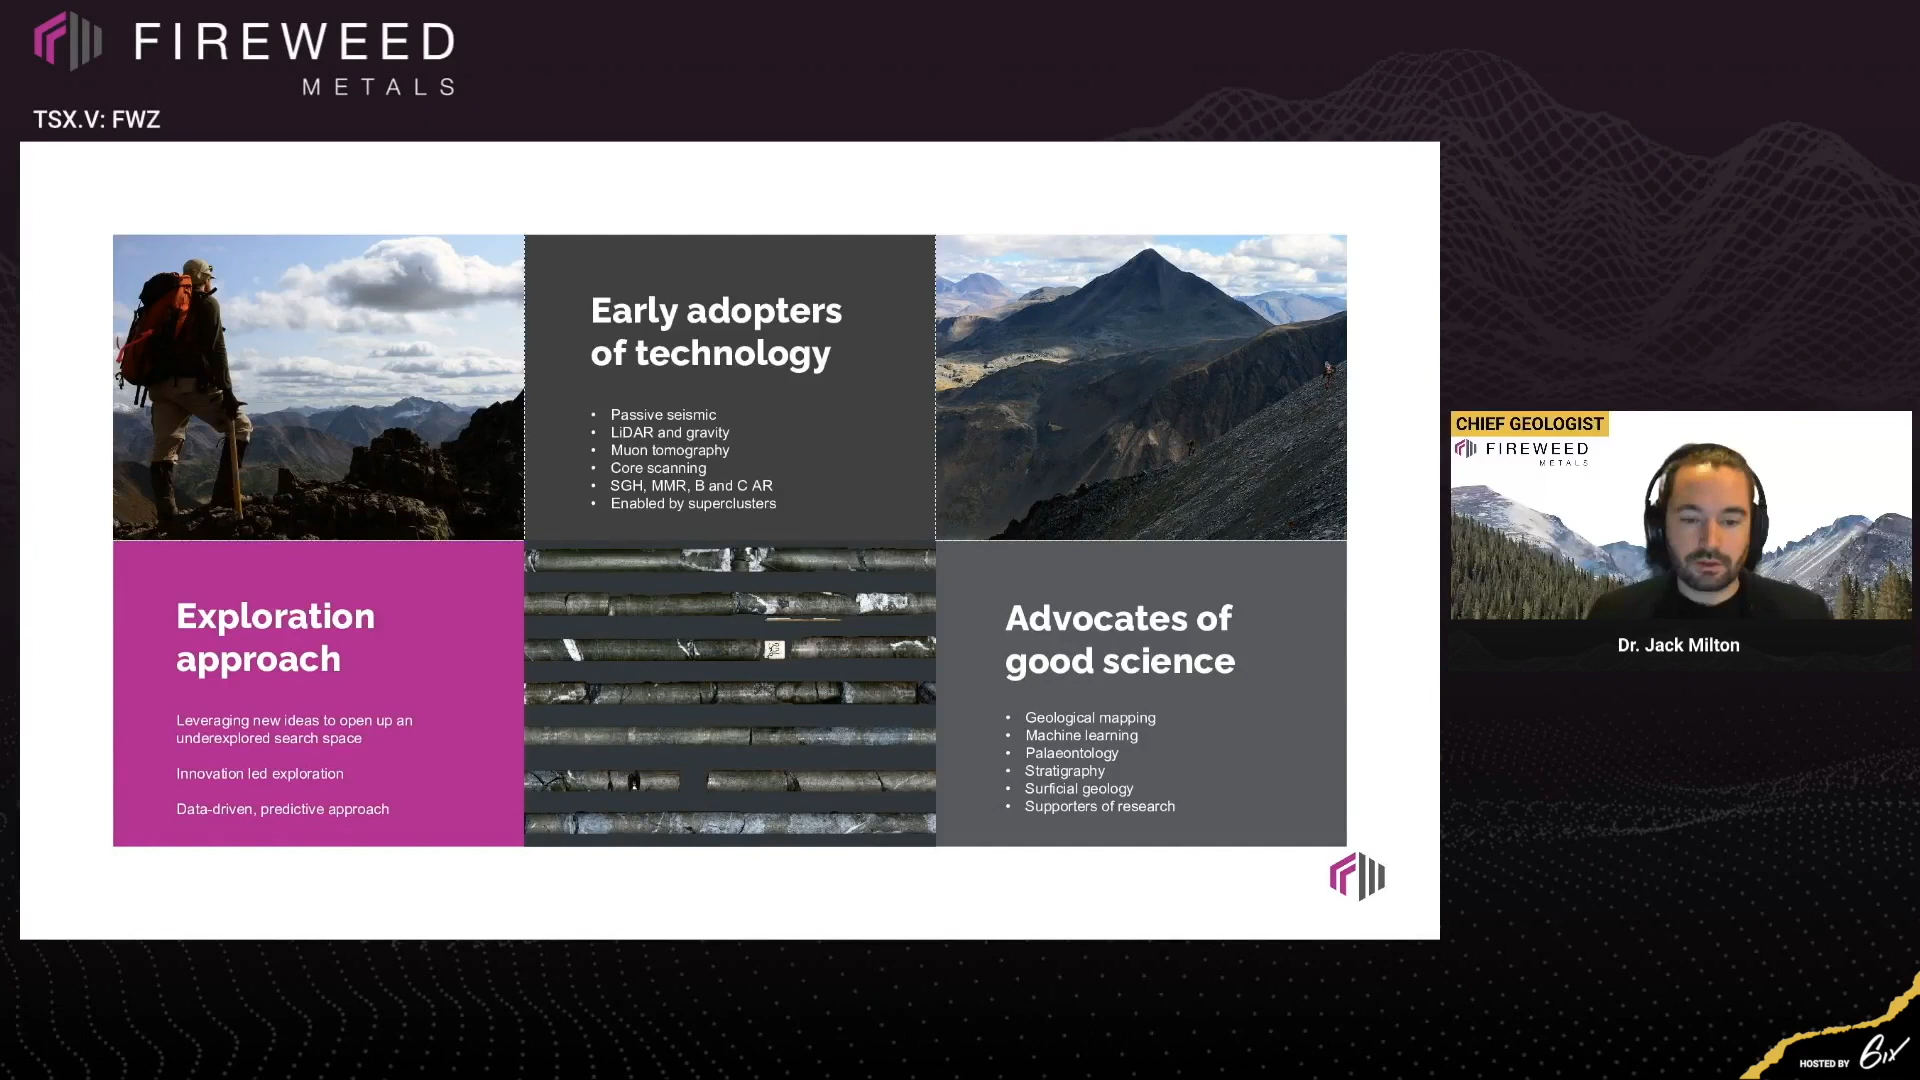 FIREWEED
METALS
TSX.V: FWZ
Early adopters
of technology
• Passive seismic
• LiDAR and gravity
• Muon tomography
• Core scanning
• SGH, MMR, B and C AR
• Enabled by superclusters
Exploration
approach
Leveraging new ideas to open up an
underexplored search space
Innovation led exploration
Data-driven, predictive approach
Advocates of
good science
• Geological mapping
• Machine learning
• Palaeontology
• Stratigraphy
• Surficial geology
• Supporters of research
CHIEF GEOLOGIST
FIREWEED
METALS
Dr. Jack Milton
HOSTED BY 6ix